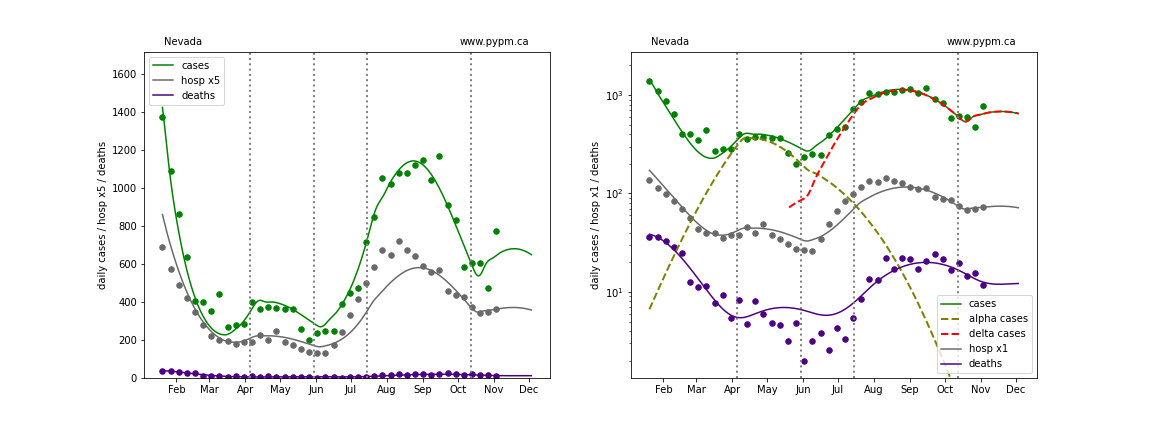 Nevada
www.pypm.ca
daily cases / hosp x5 / deaths
1600
1400
1200
1000
800
600
400
200
0
cases
hosp x5
deaths
Feb Mar Apr May Jun Jul Aug Sep Oct Nov Dec
Nevada
www.pypm.ca
daily cases / hosp x1 / deaths
10³
10²
10¹
cases
alpha cases
delta cases
hosp x1
deaths
Feb Mar Apr May Jun Jul Aug Sep Oct Nov Dec